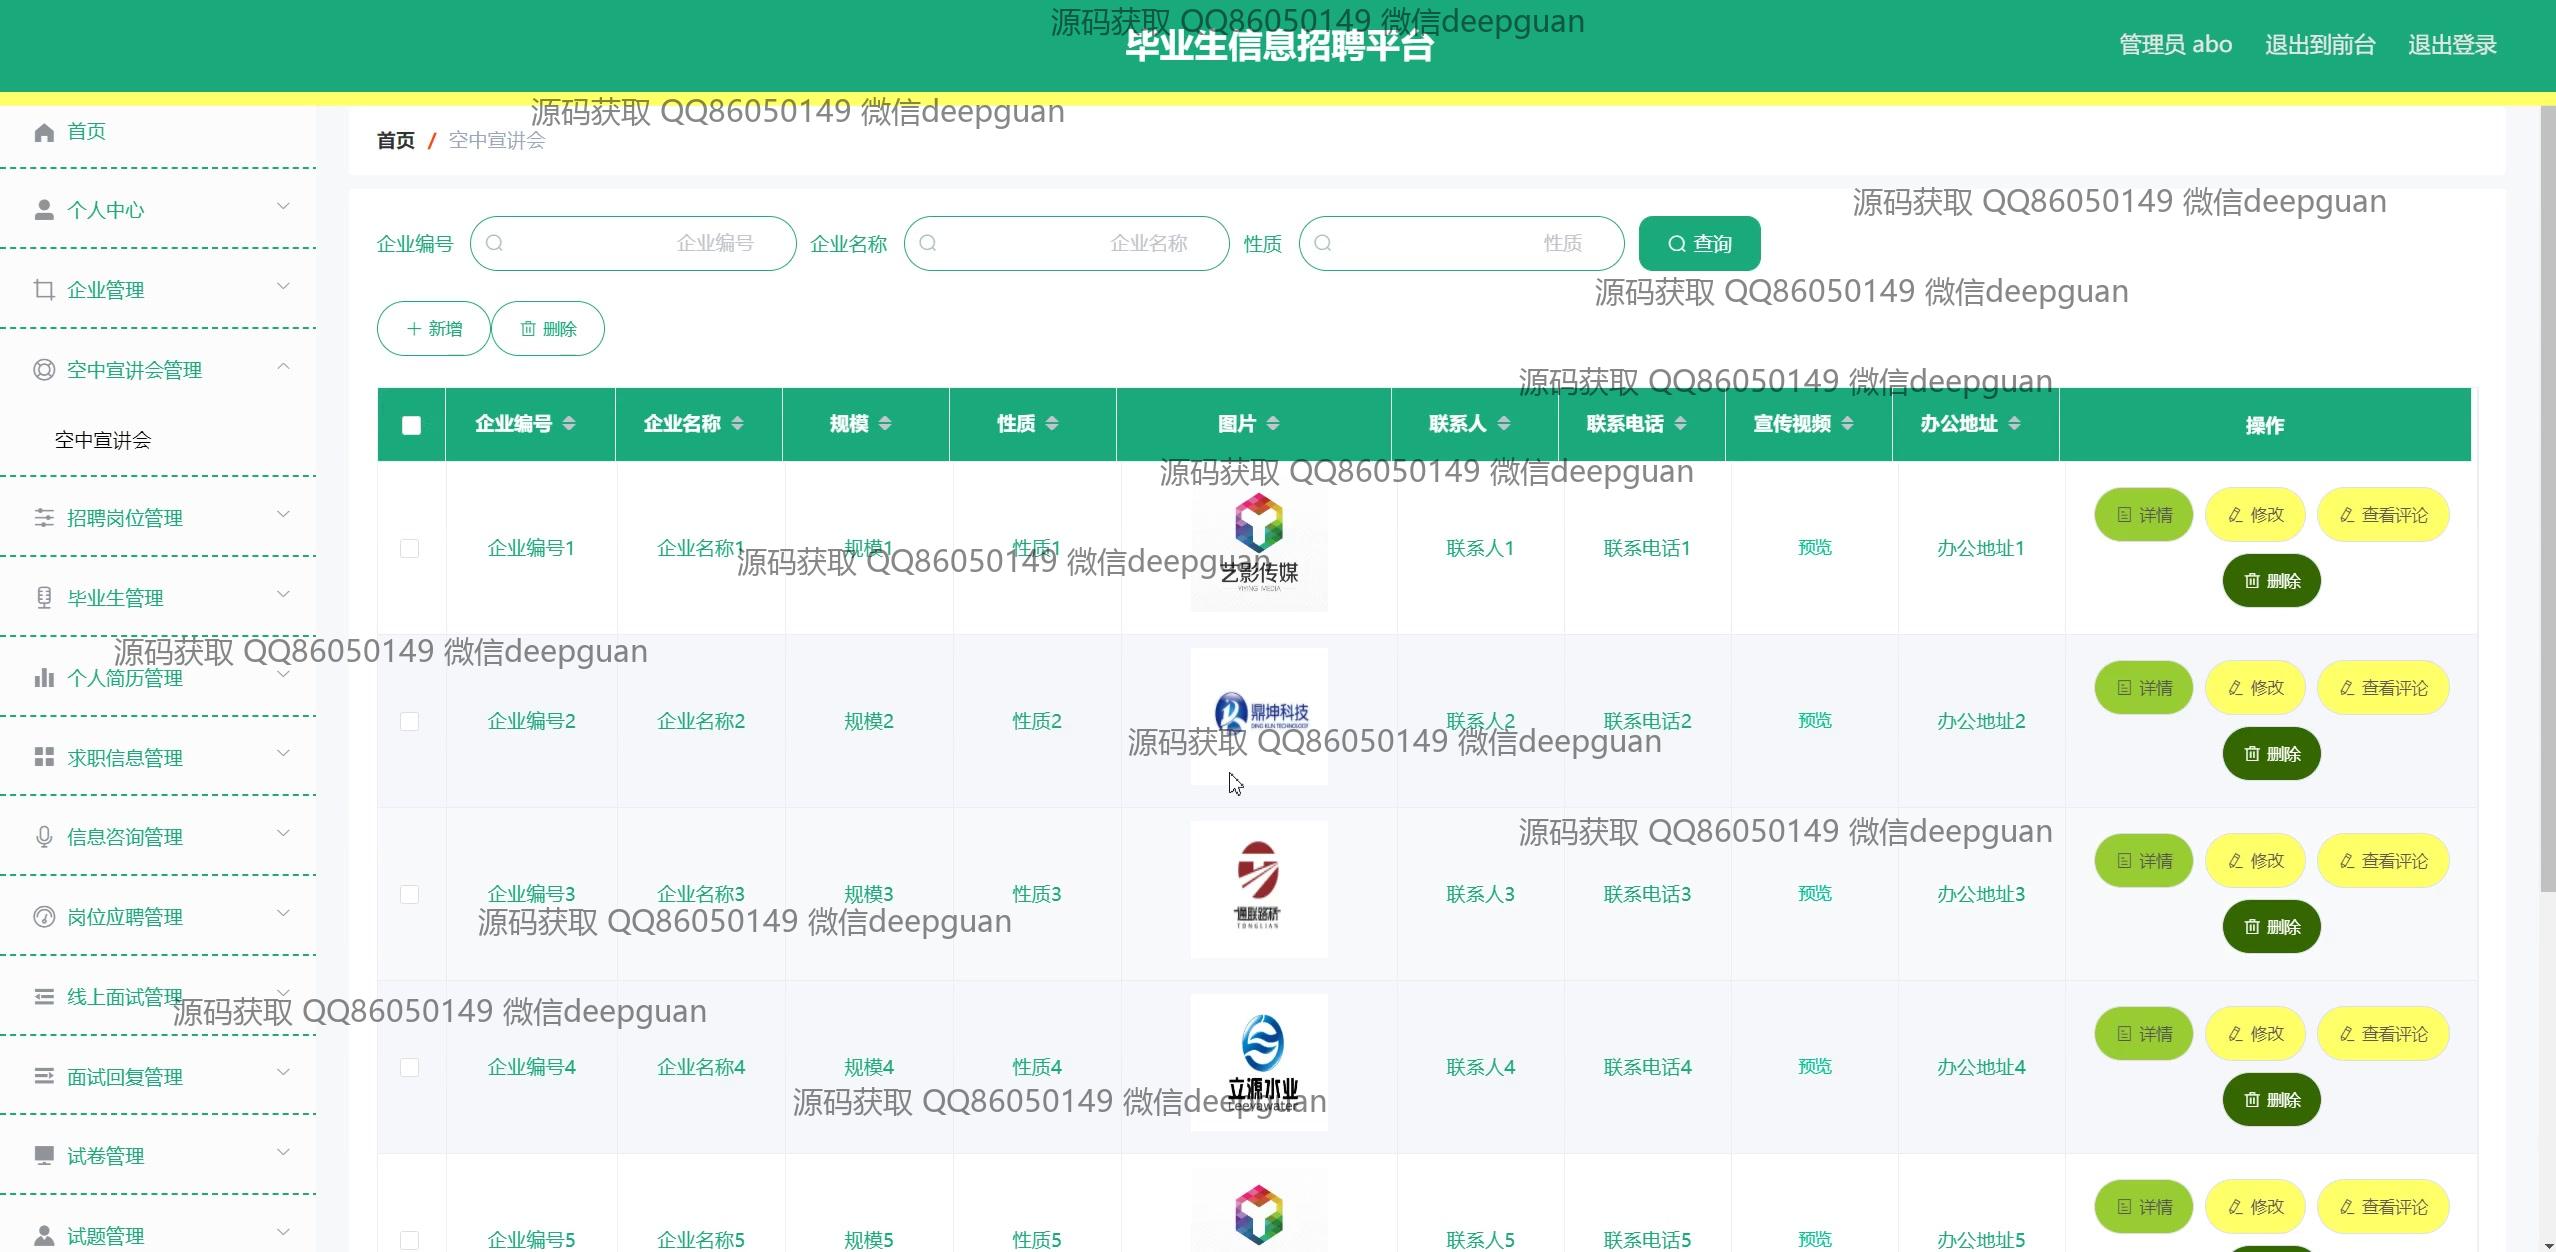 源码获取 QQ86050149 微信deepguan
毕业生信息招聘平台
管理员 abo 退出到前台 退出登录
源码获取 QQ86050149 微信deepguan
首页
首页 / 空中宣讲会
源码获取 QQ86050149 微信deepguan
个人中心
企业编号 企业编号 企业名称 企业名称 性质 性质 查询
企业管理
源码获取 QQ86050149 微信deepguan
新增 删除
空中宣讲会管理
源码获取 QQ86050149 微信deepguan
空中宣讲会
企业编号 企业名称 规模 性质 图片 联系人 联系电话 宣传视频 办公地址 操作
源码获取 QQ86050149 微信deepguan
招聘岗位管理
详情 修改 查看评论
企业编号1 企业名称1 规模1 性质1 联系人1 联系电话1 预览 办公地址1
源码获取 QQ86050149 微信deepguan
艺影传媒
YIYING MEDIA
删除
毕业生管理
源码获取 QQ86050149 微信deepguan
个人简历管理
详情 修改 查看评论
企业编号2 企业名称2 规模2 性质2 联系人2 联系电话2 预览 办公地址2
鼎坤科技
DING KUN TECHNOLOGY
源码获取 QQ86050149 微信deepguan
删除
求职信息管理
源码获取 QQ86050149 微信deepguan
信息咨询管理
详情 修改 查看评论
企业编号3 企业名称3 规模3 性质3 联系人3 联系电话3 预览 办公地址3
通联路桥
TONGLIAN
源码获取 QQ86050149 微信deepguan
删除
岗位应聘管理
线上面试管理
源码获取 QQ86050149 微信deepguan
详情 修改 查看评论
企业编号4 企业名称4 规模4 性质4 联系人4 联系电话4 预览 办公地址4
立源水业
源码获取 QQ86050149 微信deepguan
删除
面试回复管理
试卷管理
详情 修改 查看评论
试题管理
企业编号5 企业名称5 规模5 性质5 联系人5 联系电话5 预览 办公地址5